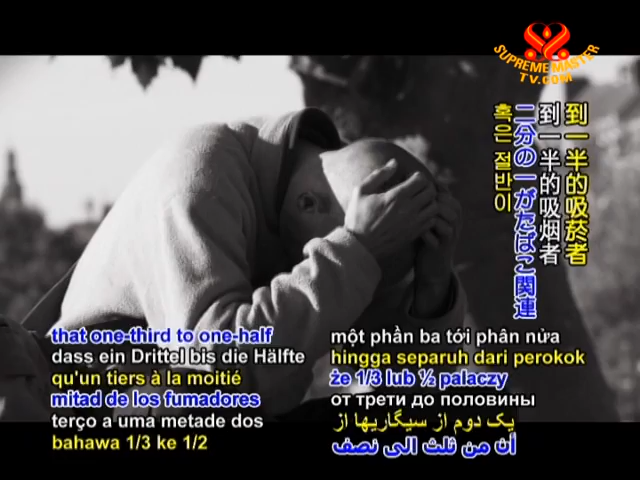 SUPREME MASTER
TV.COM
到一半的吸菸者
到一半的吸烟者
二分の一がたばこ関連
혹은 절반이
that one-third to one-half
dass ein Drittel bis die Hälfte
qu'un tiers à la moitié
mitad de los fumadores
terço a uma metade dos
bahawa 1/3 ke 1/2
một phần ba tới phân nửa
hingga separuh dari perokok
że 1/3 lub ½ palaczy
от трети до половины
یک دوم از سیگاریها از
أن من ثلث الى نصف